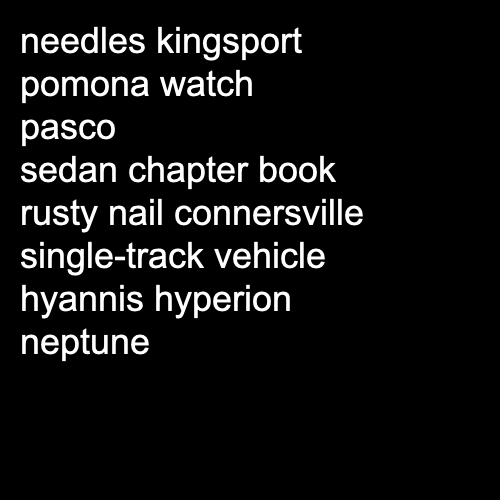 needles kingsport
pomona watch
pasco
sedan chapter book
rusty nail connersville
single-track vehicle
hyannis hyperion
neptune